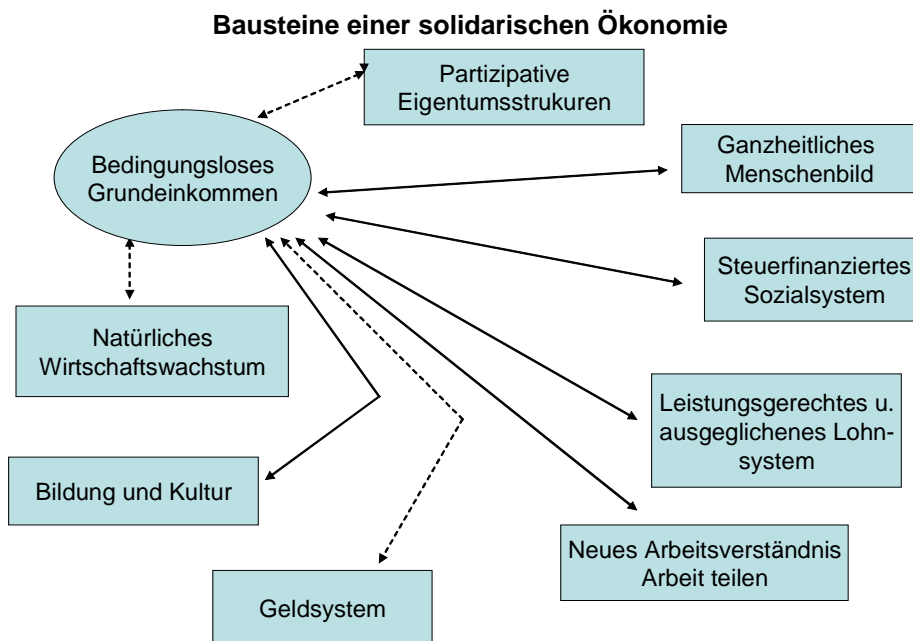 Bausteine einer solidarischen Ökonomie
Partizipative
Eigentumsstrukuren
Bedingungsloses
Grundeinkommen
Ganzheitliches
Menschenbild
Steuerfinanziertes
Sozialsystem
Natürliches
Wirtschaftswachstum
Leistungsgerechtes u.
ausgeglichenes Lohn-
system
Bildung und Kultur
Neues Arbeitsverständnis
Arbeit teilen
Geldsystem